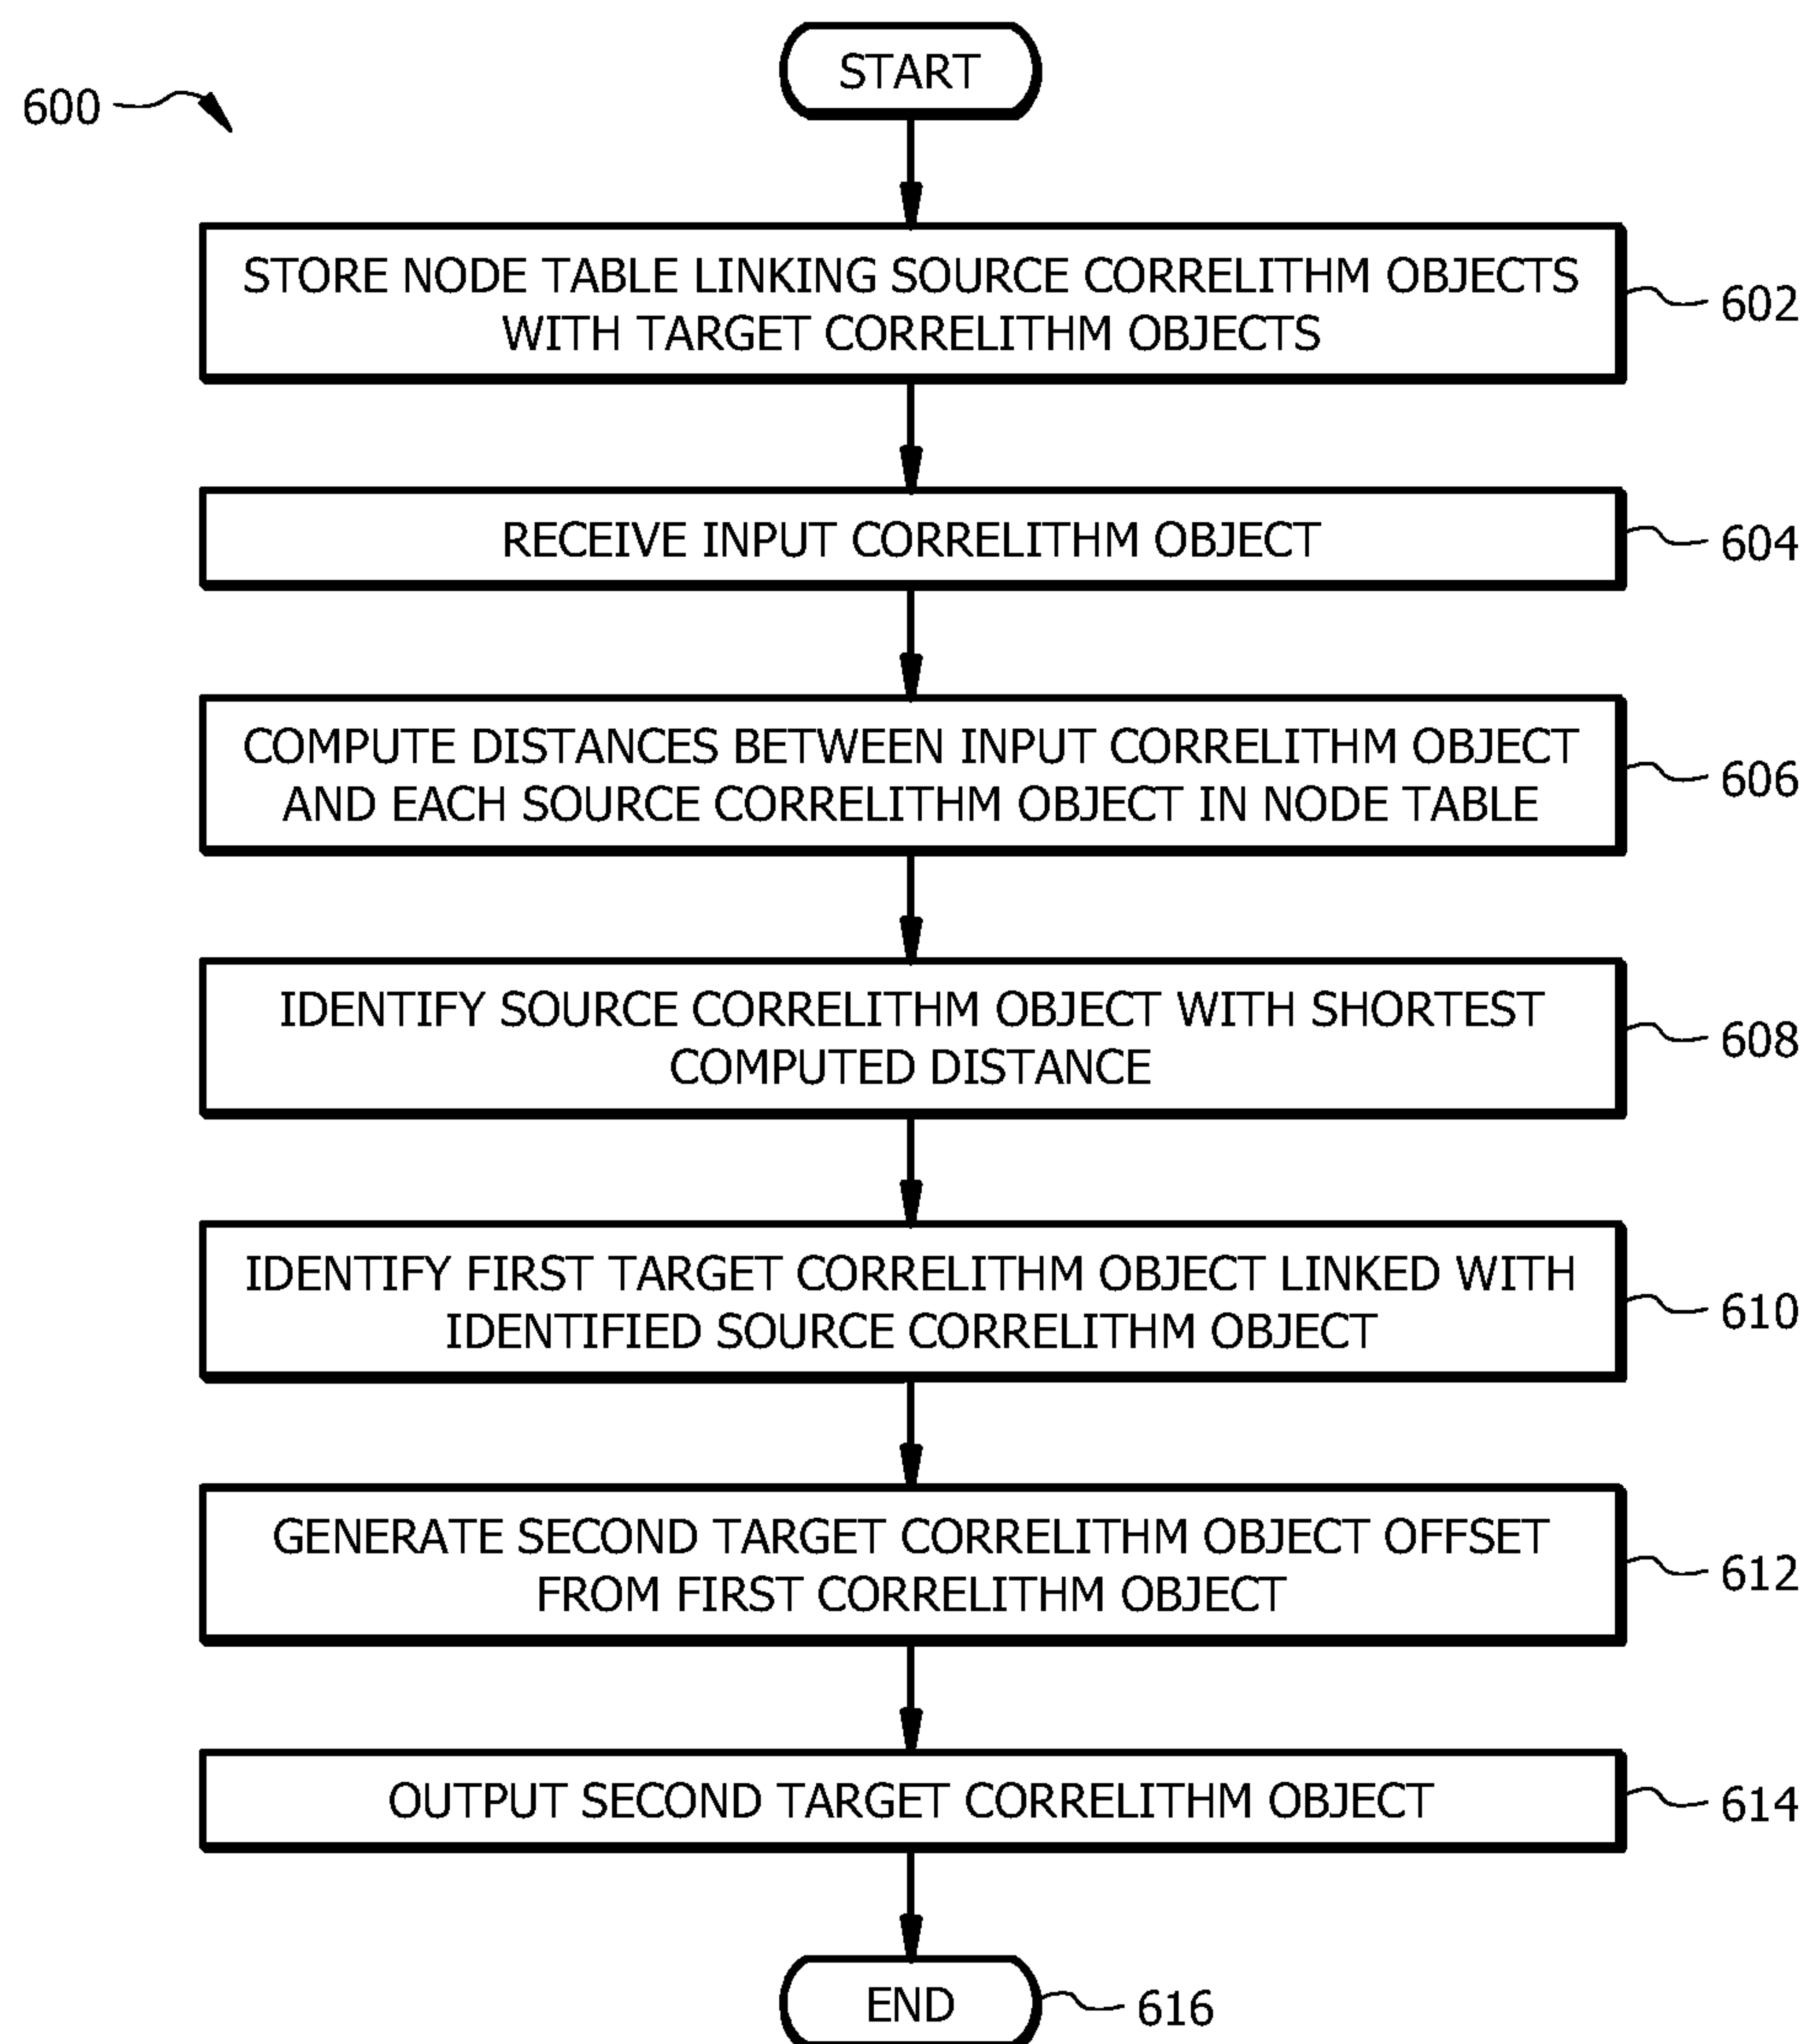 START
600
STORE NODE TABLE LINKING SOURCE CORRELITHM OBJECTS
WITH TARGET CORRELITHM OBJECTS
602
RECEIVE INPUT CORRELITHM OBJECT
604
COMPUTE DISTANCES BETWEEN INPUT CORRELITHM OBJECT
AND EACH SOURCE CORRELITHM OBJECT IN NODE TABLE
606
IDENTIFY SOURCE CORRELITHM OBJECT WITH SHORTEST
COMPUTED DISTANCE
608
IDENTIFY FIRST TARGET CORRELITHM OBJECT LINKED WITH
IDENTIFIED SOURCE CORRELITHM OBJECT
610
GENERATE SECOND TARGET CORRELITHM OBJECT OFFSET
FROM FIRST CORRELITHM OBJECT
612
OUTPUT SECOND TARGET CORRELITHM OBJECT
614
END
616